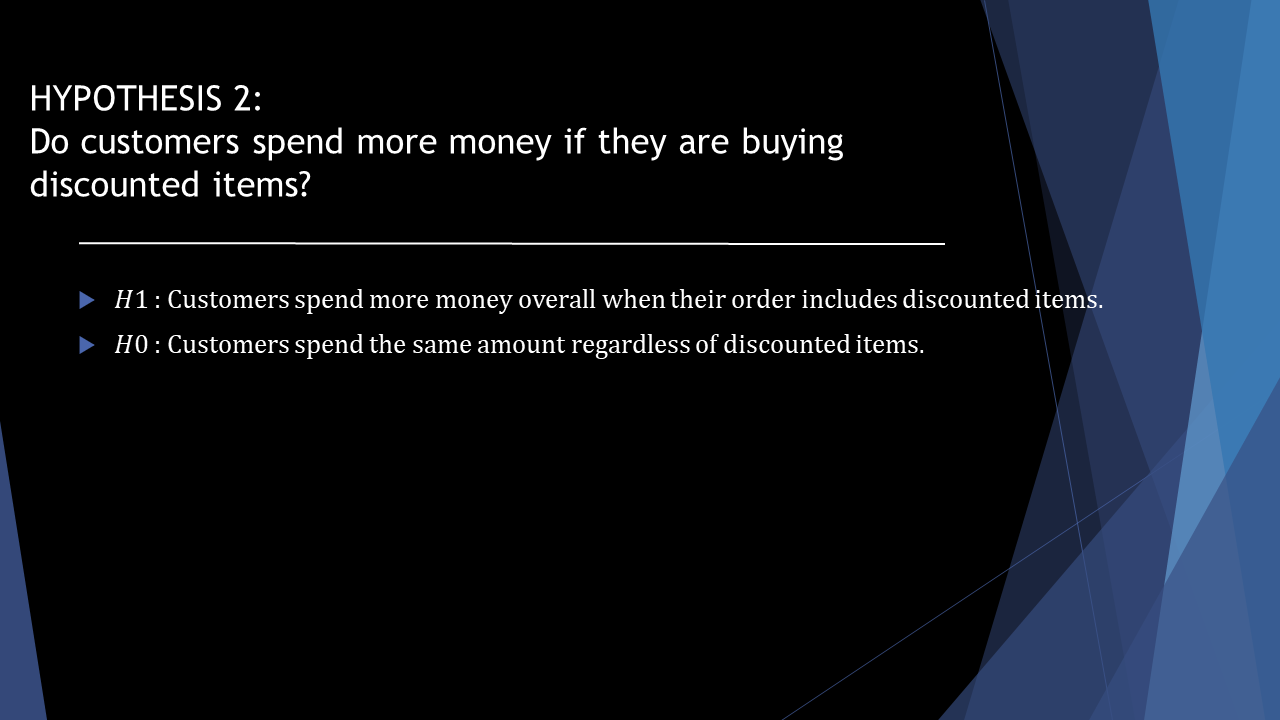 HYPOTHESIS 2:
Do customers spend more money if they are buying
discounted items?
H1 : Customers spend more money overall when their order includes discounted items.
H0 : Customers spend the same amount regardless of discounted items.